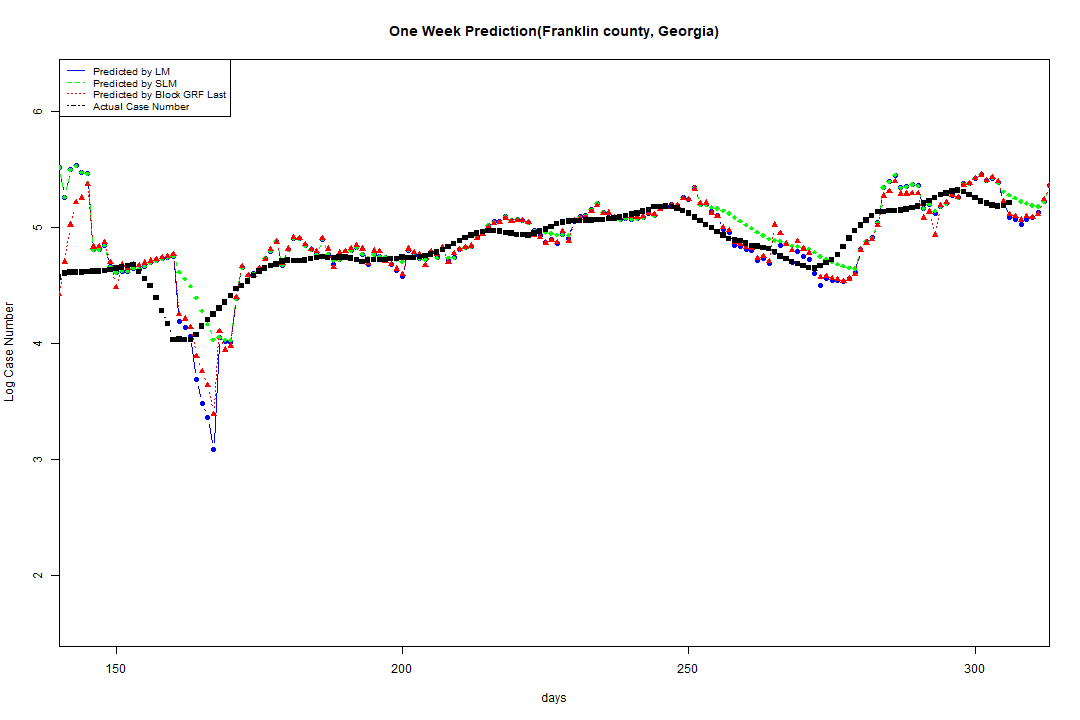 One Week Prediction(Franklin county, Georgia)
Predicted by LM
Predicted by SLM
Predicted by Block GRF Last
Actual Case Number
6
5
4
3
2
Log Case Number
150
200
250
300
days